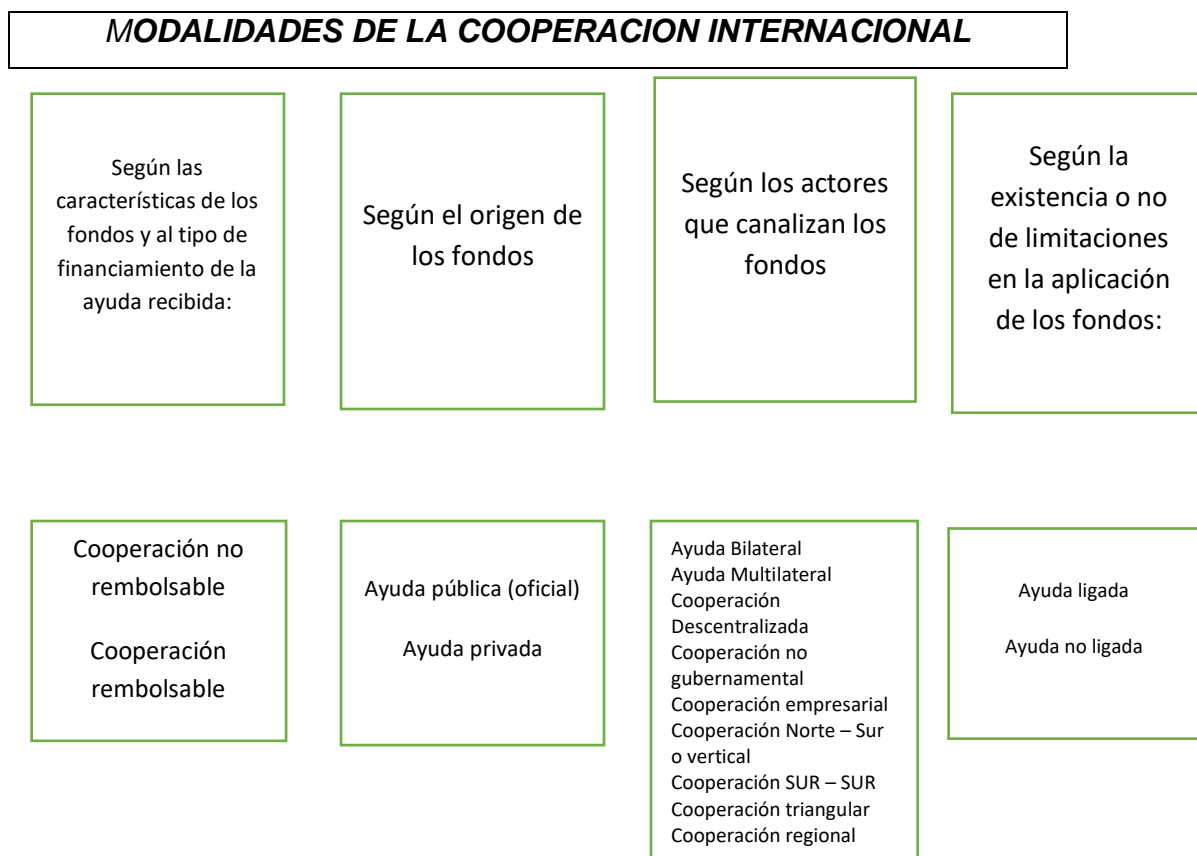 MODALIDADES DE LA COOPERACION INTERNACIONAL
Según las
características de los
fondos y al tipo de
financiamiento de la
ayuda recibida:
Según el origen de
los fondos
Según los actores
que canalizan los
fondos
Según la
existencia o no
de limitaciones
en la aplicación
de los fondos:
Cooperación no
rembolsable
Cooperación
rembolsable
Ayuda pública (oficial)
Ayuda privada
Ayuda Bilateral
Ayuda Multilateral
Cooperación
Descentralizada
Cooperación no
gubernamental
Cooperación empresarial
Cooperación Norte – Sur
o vertical
Cooperación SUR – SUR
Cooperación triangular
Cooperación regional
Ayuda ligada
Ayuda no ligada